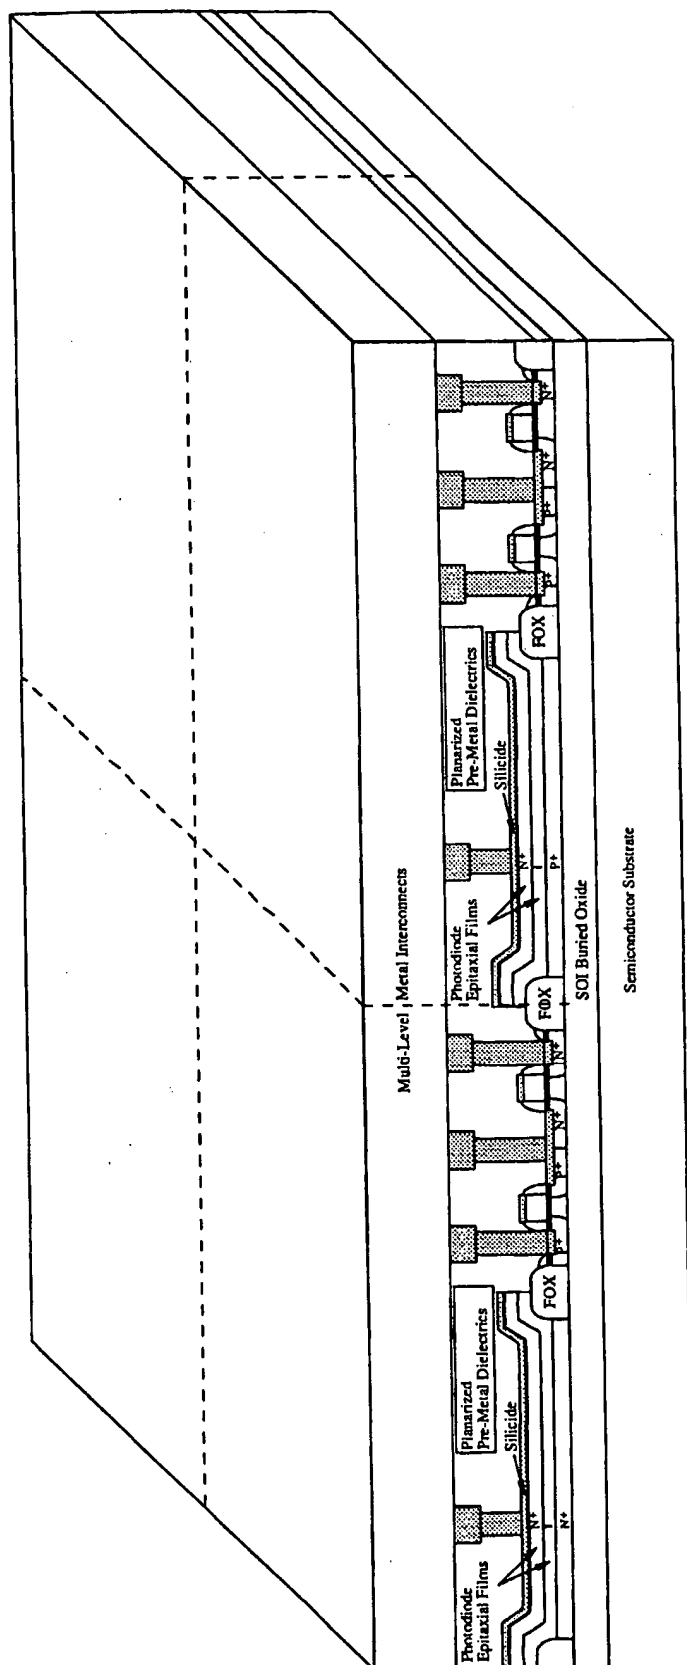 Multi-Level Metal Interconnects
Photodiode
Epitaxial Films
Planarized
Pre-Metal Dielectrics
Silicide
N+
I
N+
FOX
P+
P+
N+
N+
FOX
Photodiode
Epitaxial Films
Planarized
Pre-Metal Dielectrics
Silicide
N+
I
P+
FOX
P+
P+
N+
N+
SOI Buried Oxide
Semiconductor Substrate